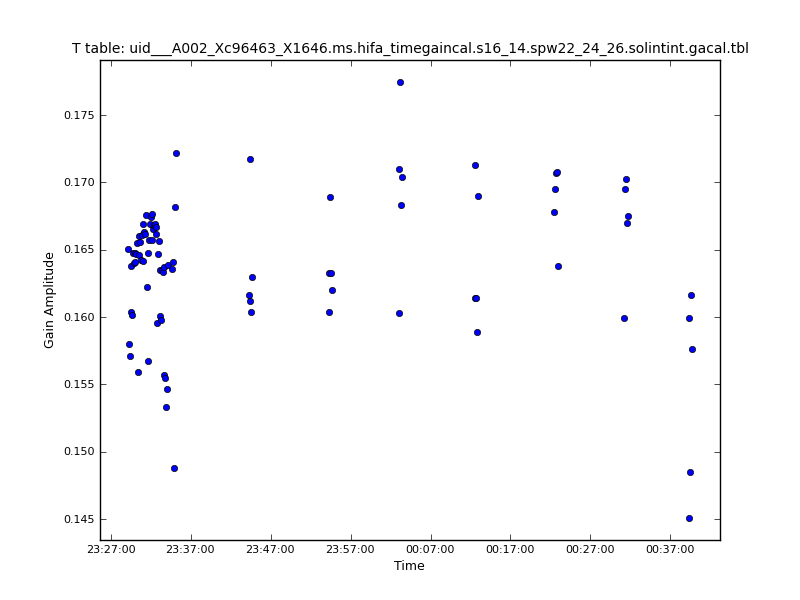 T table: uid___A002_Xc96463_X1646.ms.hifa_timegaincal.s16_14.spw22_24_26.solintint.gacal.tbl
0.175
0.170
0.165
0.160
0.155
0.150
0.145
Gain Amplitude
23:27:00 23:37:00 23:47:00 23:57:00 00:07:00 00:17:00 00:27:00 00:37:00
Time